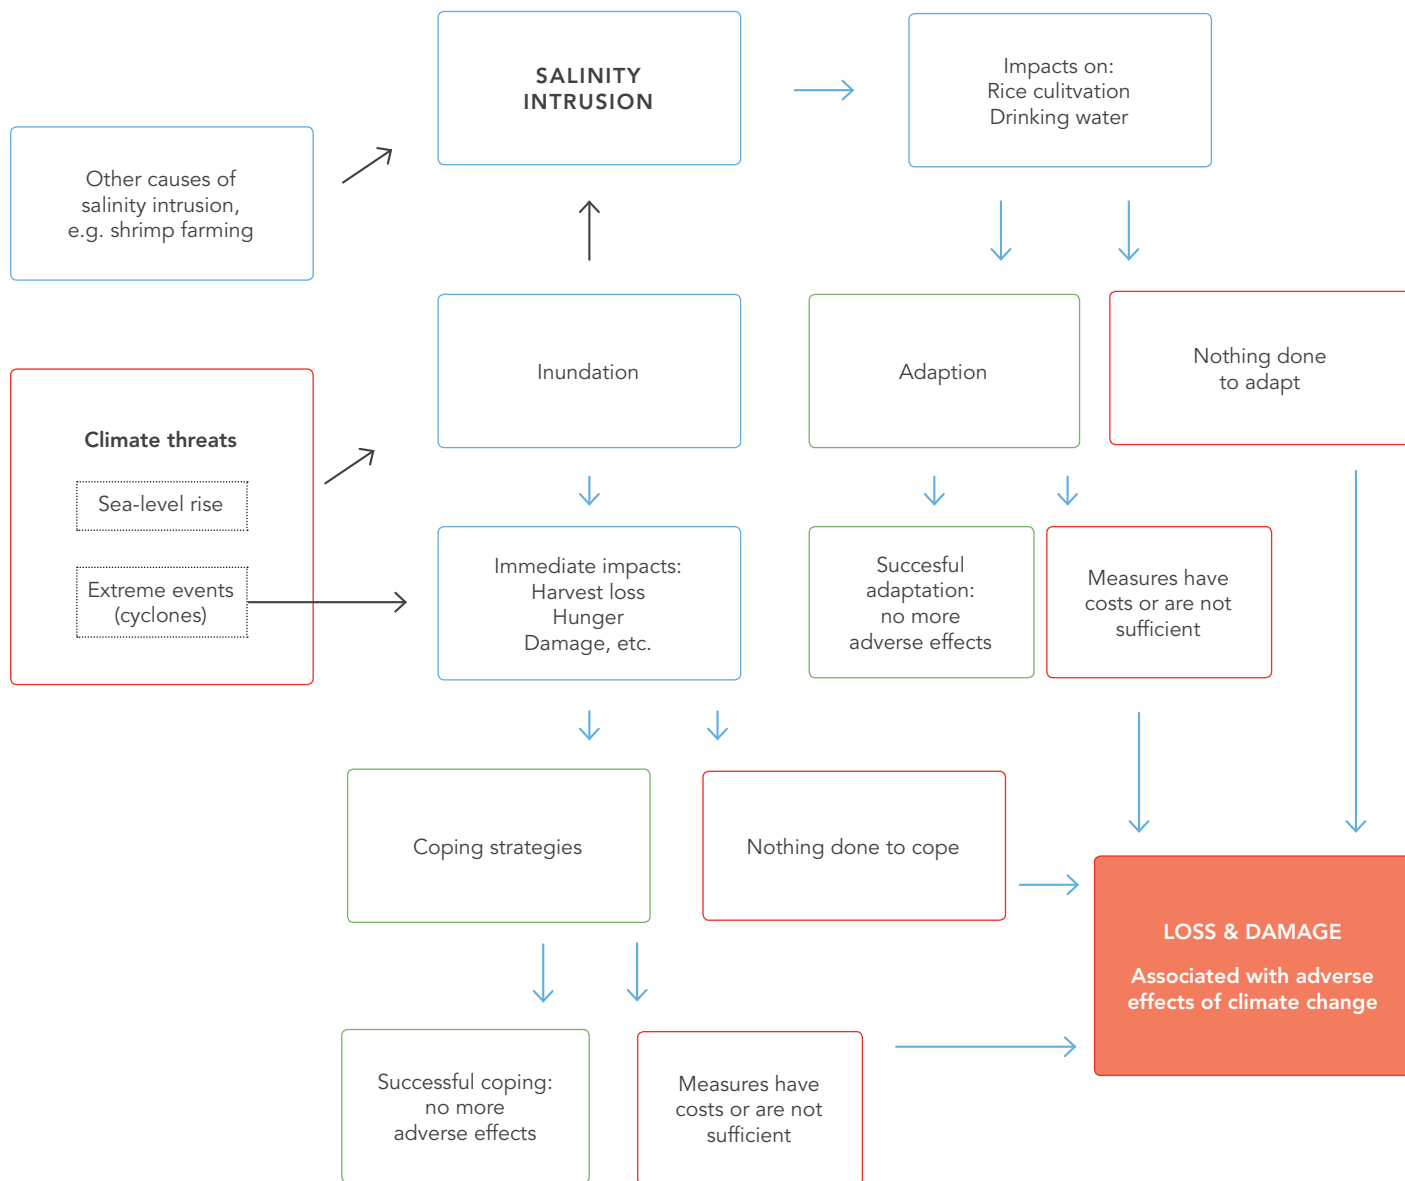 SALINITY
INTRUSION
Impacts on:
Rice culitvation
Drinking water
Other causes of
salinity intrusion,
e.g. shrimp farming
Inundation
Adaption
Nothing done
to adapt
Climate threats
Sea-level rise
Extreme events
(cyclones)
Immediate impacts:
Harvest loss
Hunger
Damage, etc.
Succesful
adaptation:
no more
adverse effects
Measures have
costs or are not
sufficient
Coping strategies
Nothing done to cope
LOSS & DAMAGE
Associated with adverse
effects of climate change
Successful coping:
no more
adverse effects
Measures have
costs or are not
sufficient